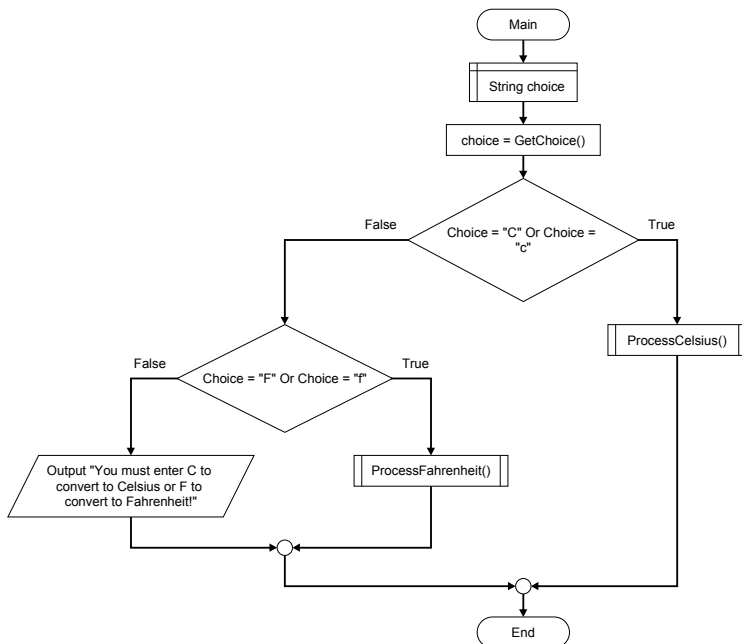 Main
String choice
choice = GetChoice()
False
True
Choice = "C" Or Choice =
"c"
ProcessCelsius()
False
True
Choice = "F" Or Choice = "f"
Output "You must enter C to
convert to Celsius or F to
convert to Fahrenheit!"
ProcessFahrenheit()
End